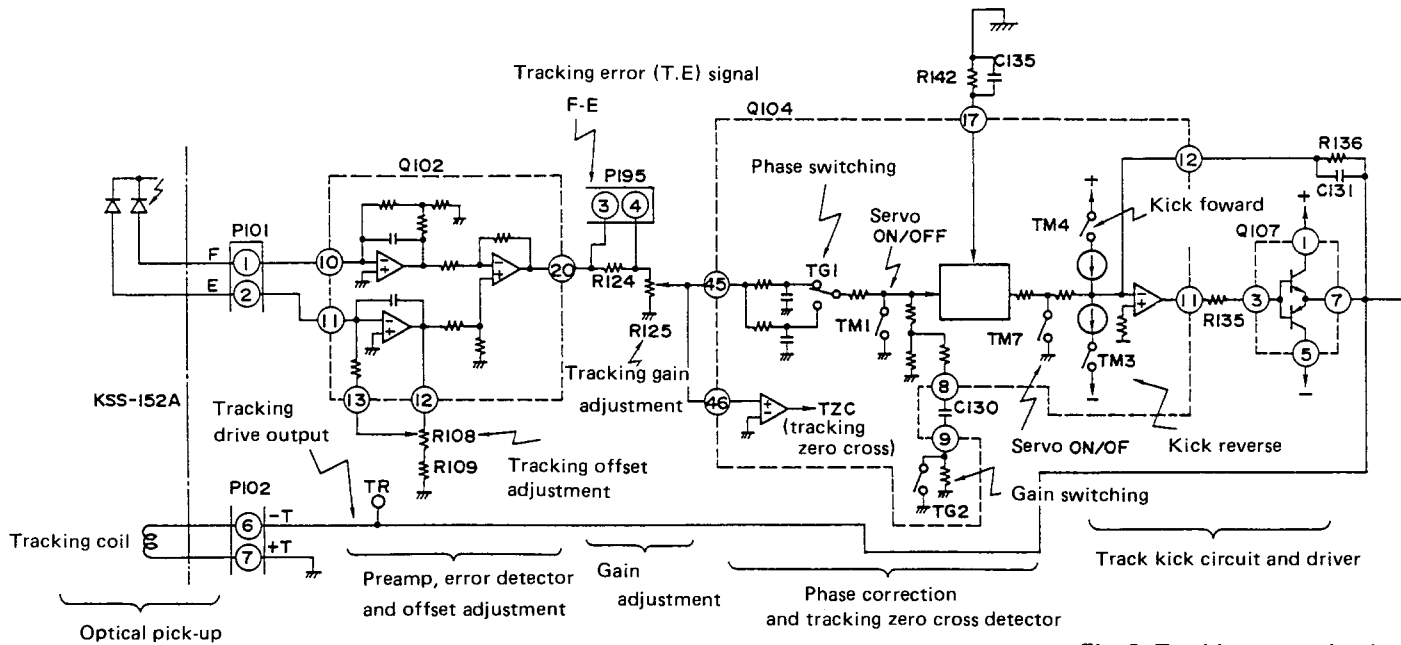 C135
R142
Tracking error (T.E) signal
F-E
Q104
17
Q102
P195
3 4
Phase switching
12
R136
C131
Servo
ON/OFF
TM4
Kick foward
P101
F 1
E 2
10
20
R124
45
TG1
Q107
1
11
R125
TM1
TM7
11
R135
3
7
TM3
5
Tracking gain
adjustment
KSS-152A
13
12
46
TZC
(tracking
zero cross)
8
C130
9
Tracking
drive output
R108
R109
Tracking offset
adjustment
Servo ON/OF
Kick reverse
TR
TG2
Gain switching
P102
Tracking coil
6 -T
7 +T
Preamp, error detector
and offset adjustment
Gain
adjustment
Track kick circuit and driver
Phase correction
and tracking zero cross detector
Optical pick-up